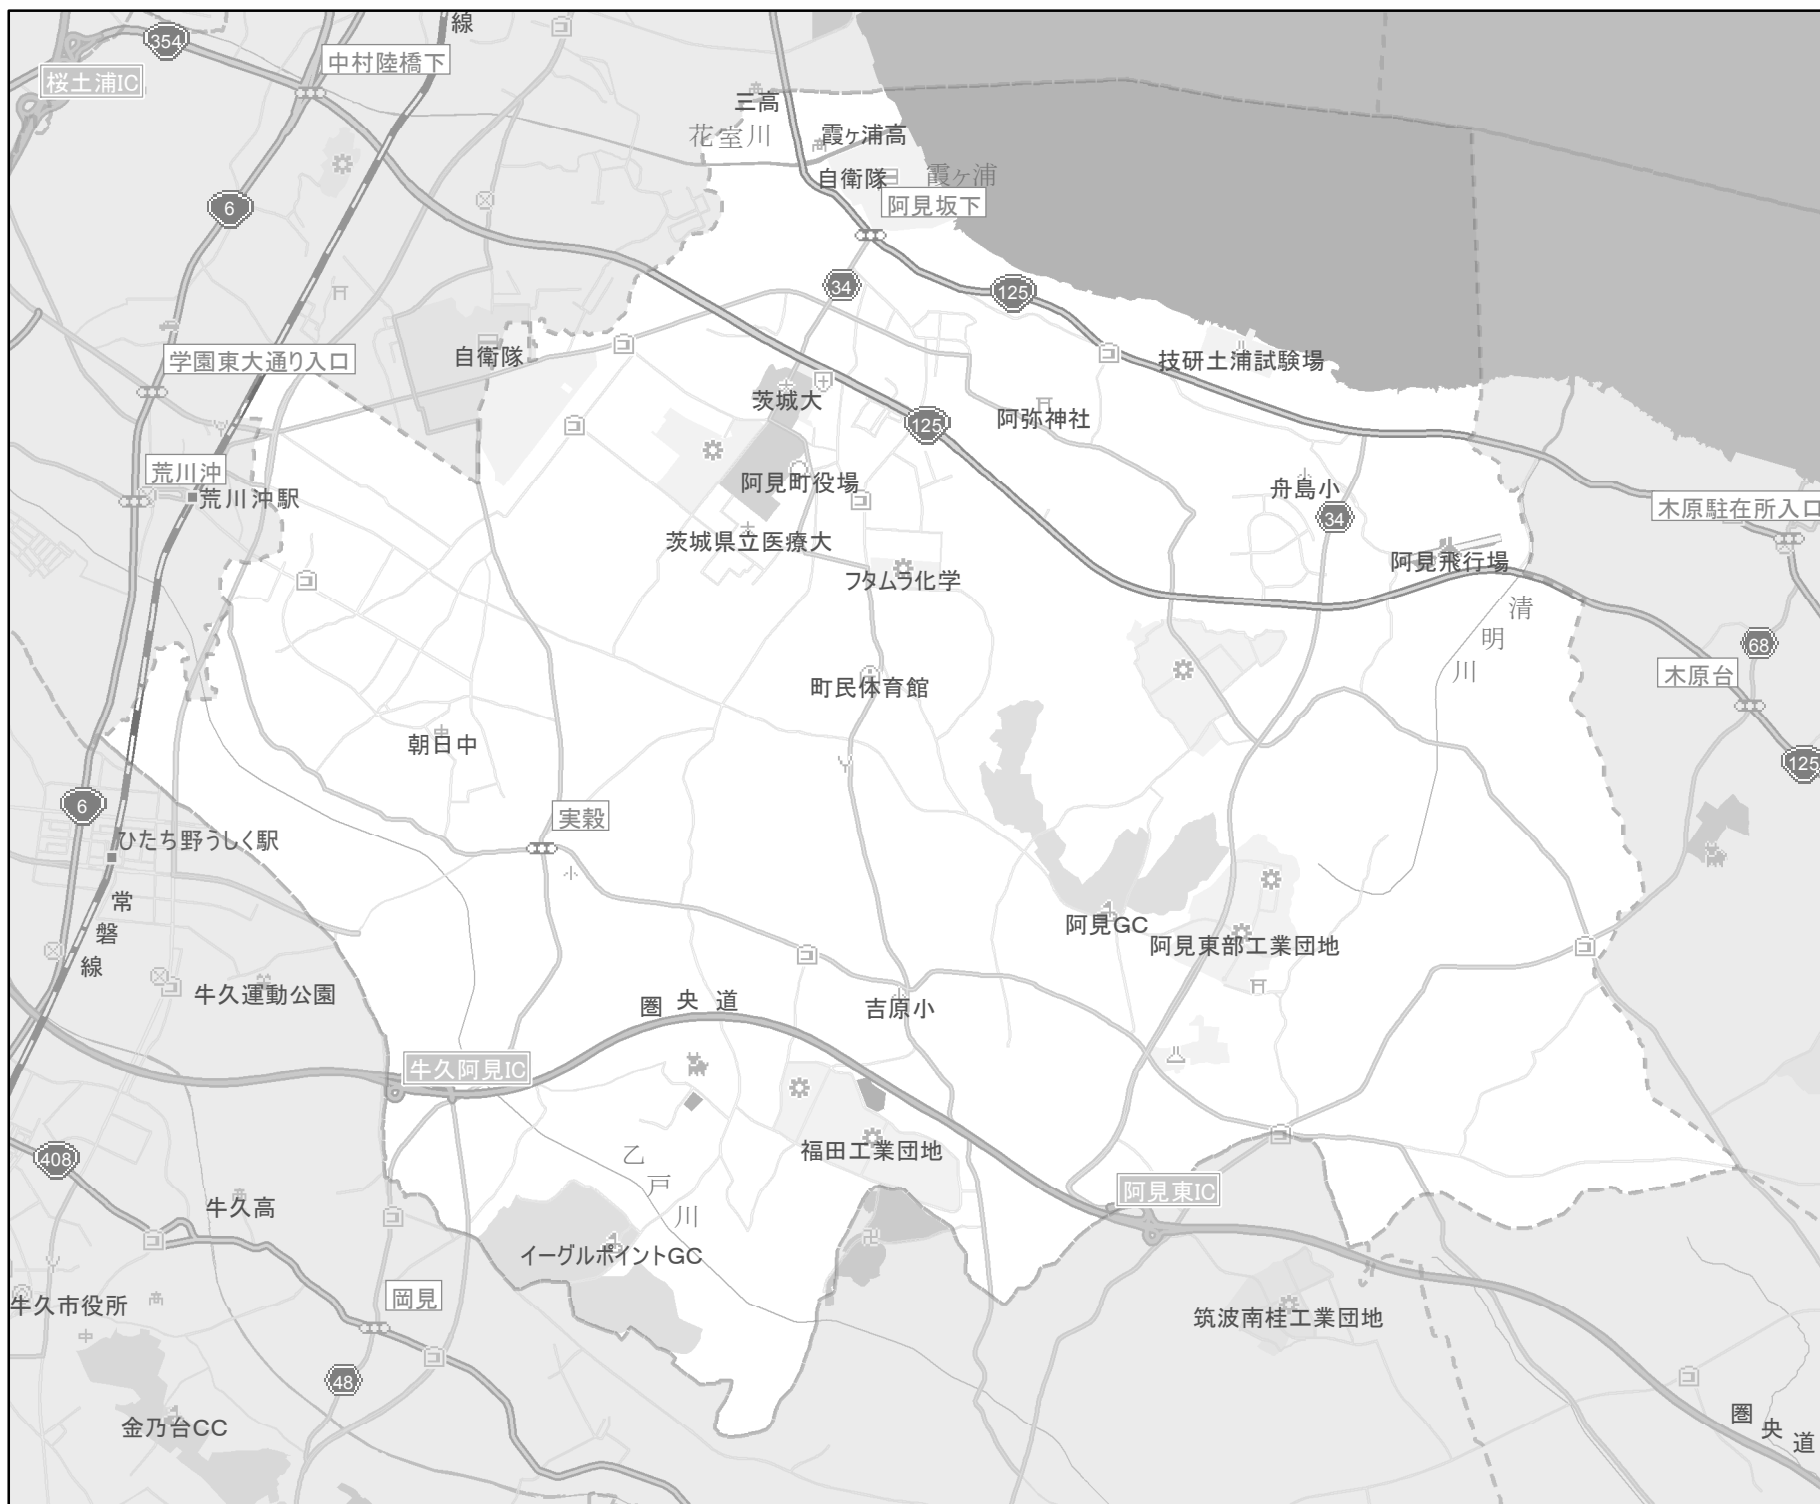 線
354
中村陸橋下
桜土浦IC
三高
花室川
霞ヶ浦高
自衛隊
霞ヶ浦
阿見坂下
6
34
125
自衛隊
学園東大通り入口
技研土浦試験場
茨城大
阿弥神社
125
荒川沖
荒川沖駅
阿見町役場
舟島小
34
木原駐在所入口
茨城県立医療大
阿見飛行場
フタムラ化学
清明川
68
木原台
町民体育館
朝日中
125
6
実穀
ひたち野うしく駅
常磐線
阿見GC
阿見東部工業団地
牛久運動公園
圏央道
吉原小
牛久阿見IC
福田工業団地
408
乙戸川
阿見東IC
牛久高
イーグルポイントGC
岡見
牛久市役所
筑波南桂工業団地
48
金乃台CC
圏央道